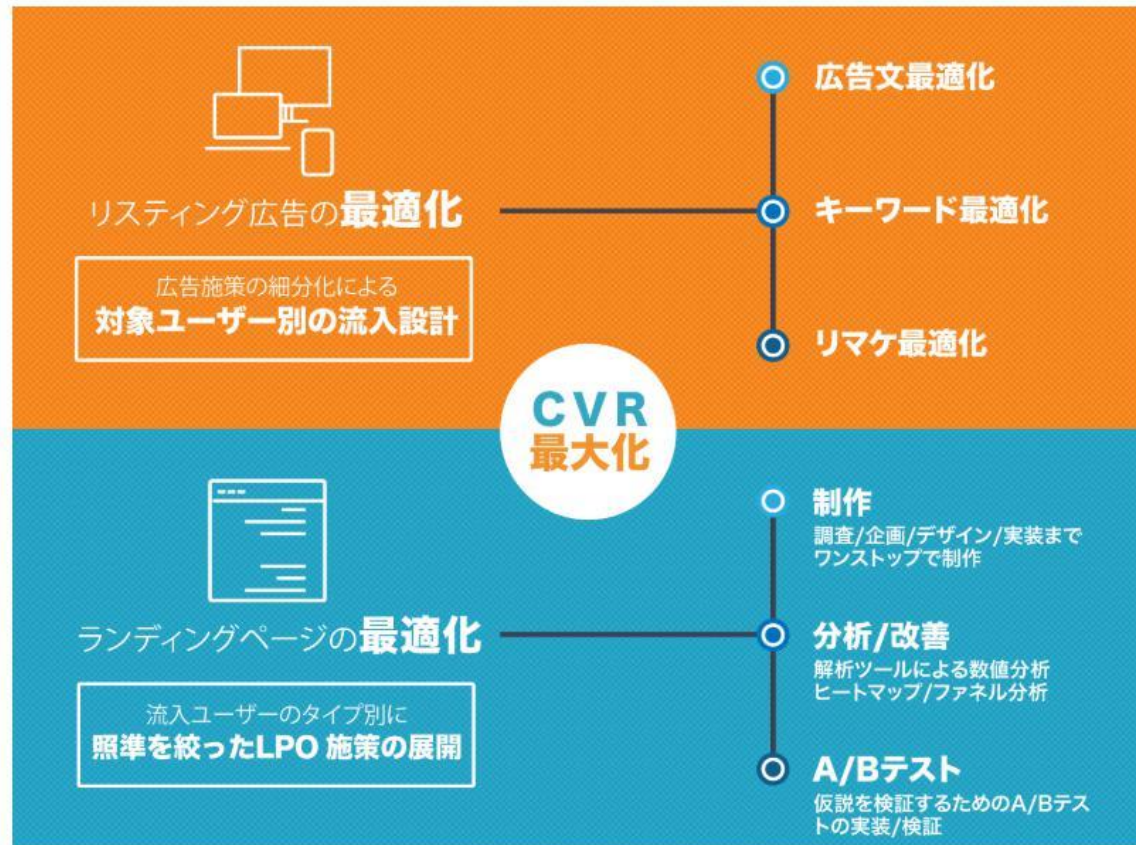 リスティング広告の最適化
広告施策の細分化による
対象ユーザー別の流入設計
広告文最適化
キーワード最適化
リマケ最適化
CVR
最大化
ランディングページの最適化
流入ユーザーのタイプ別に
照準を絞ったLPO 施策の展開
制作
調査/企画/デザイン/実装まで
ワンストップで制作
分析/改善
解析ツールによる数値分析
ヒートマップ/ファネル分析
A/Bテスト
仮説を検証するためのA/Bテス
トの実装/検証